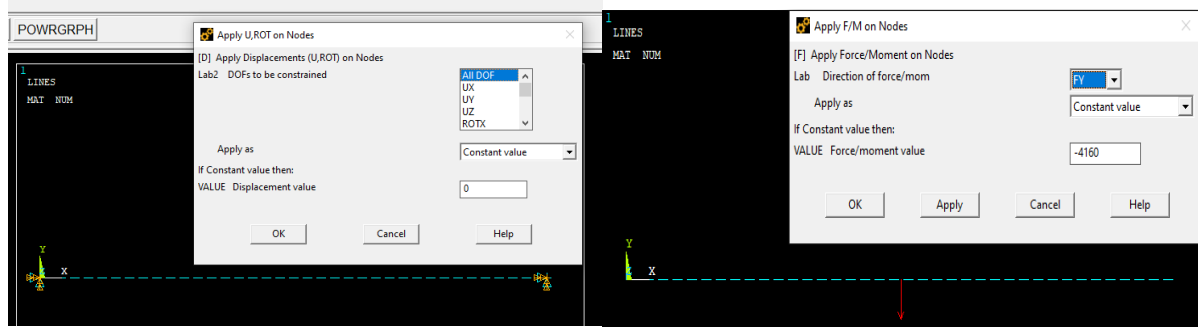 POWRGRPH
1
LINES
MAT NUM
Y
X
Apply U,ROT on Nodes
[D] Apply Displacements (U,ROT) on Nodes
Lab2 DOFs to be constrained
All DOF
UX
UY
UZ
ROTX
Apply as
Constant value
If Constant value then:
VALUE Displacement value
0
OK Cancel Help
1
LINES
MAT NUM
Y
X
Apply F/M on Nodes
[F] Apply Force/Moment on Nodes
Lab Direction of force/mom
FY
Apply as
Constant value
If Constant value then:
VALUE Force/moment value
-4160
OK Apply Cancel Help